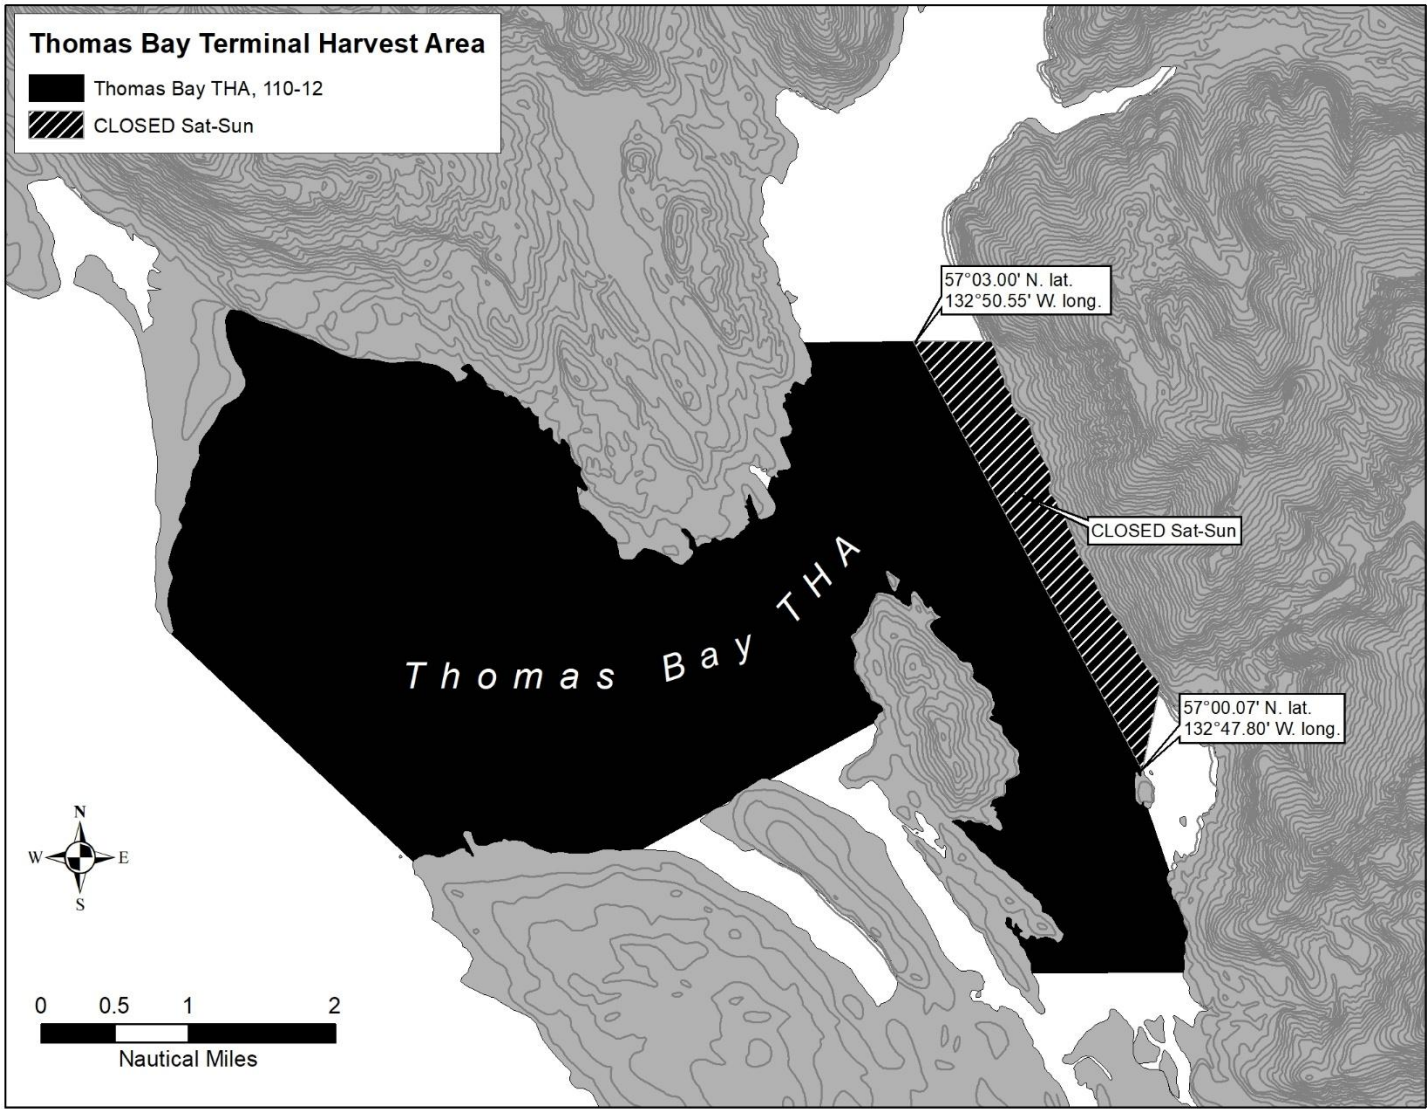 Thomas Bay Terminal Harvest Area
Thomas Bay THA, 110-12
CLOSED Sat-Sun
57°03.00' N. lat.
132°50.55' W. long.
CLOSED Sat-Sun
Thomas Bay THA
57°00.07' N. lat.
132°47.80' W. long.
N
W E
S
0 0.5 1 2
Nautical Miles